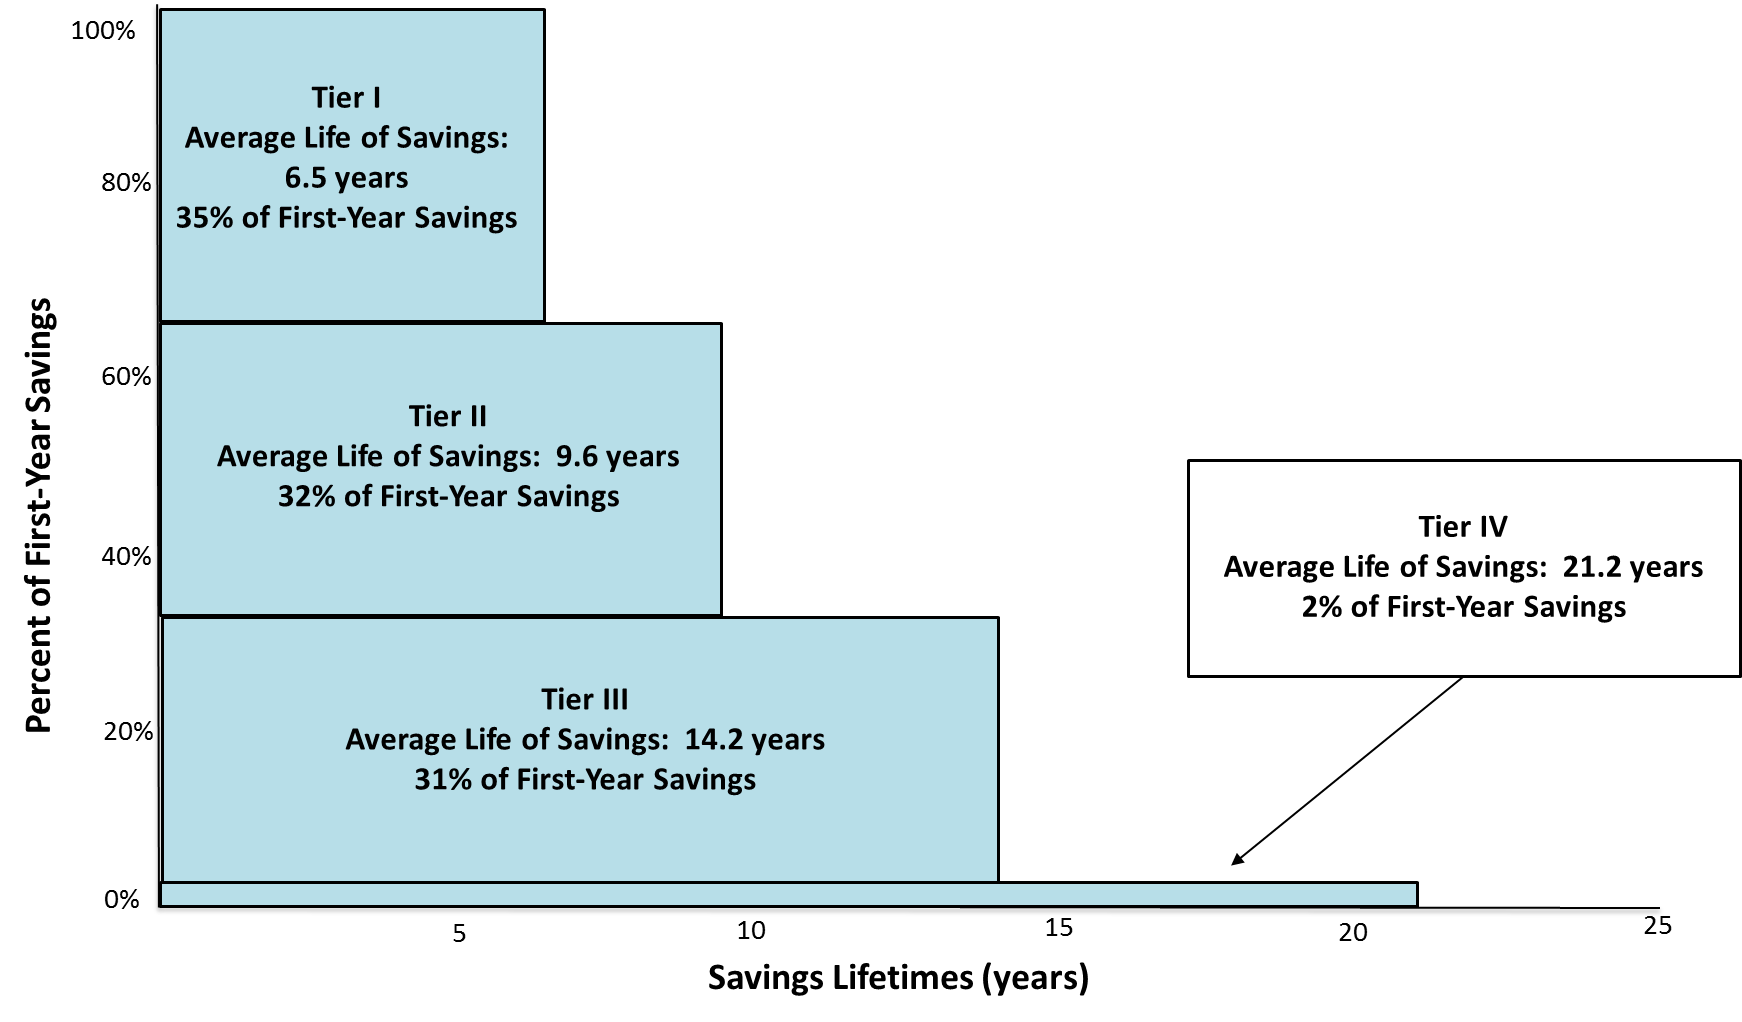 100%
Tier I
Average Life of Savings:
6.5 years
35% of First-Year Savings
80%
60%
Tier II
Average Life of Savings:  9.6 years
32% of First-Year Savings
40%
Tier IV
Average Life of Savings:  21.2 years
2% of First-Year Savings
Percent of First-Year Savings
Tier III
Average Life of Savings:  14.2 years
31% of First-Year Savings
20%
0%
5
10
15
20
25
Savings Lifetimes (years)